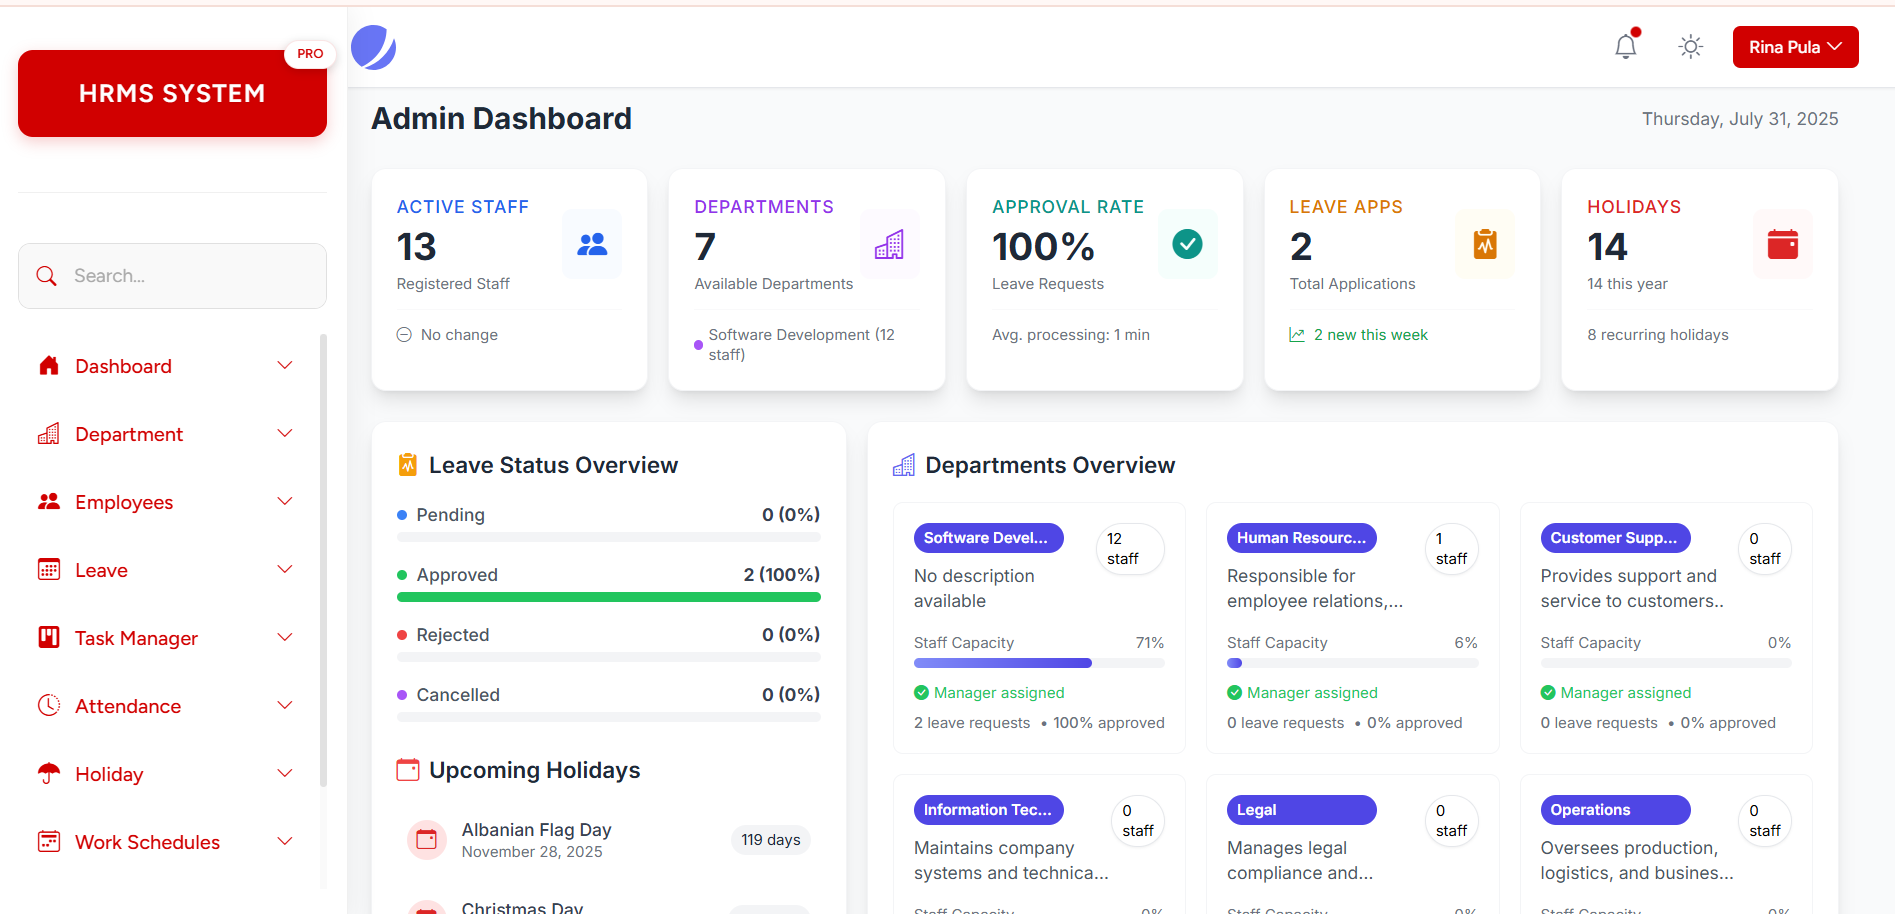 PRO
HRMS SYSTEM
Rina Pula
Search...
Dashboard
Department
Employees
Leave
Task Manager
Attendance
Holiday
Work Schedules
Admin Dashboard
Thursday, July 31, 2025
ACTIVE STAFF
13
Registered Staff
No change
DEPARTMENTS
7
Available Departments
Software Development (12
staff)
APPROVAL RATE
100%
Leave Requests
Avg. processing: 1 min
LEAVE APPS
2
Total Applications
2 new this week
HOLIDAYS
14
14 this year
8 recurring holidays
Leave Status Overview
Pending 0 (0%)
Approved 2 (100%)
Rejected 0 (0%)
Cancelled 0 (0%)
Upcoming Holidays
Albanian Flag Day
November 28, 2025
119 days
Christmas Day
Departments Overview
Software Devel...
12
staff
No description
available
Staff Capacity 71%
Manager assigned
2 leave requests • 100% approved
Human Resourc...
1
staff
Responsible for
employee relations,...
Staff Capacity 6%
Manager assigned
0 leave requests • 0% approved
Customer Supp...
0
staff
Provides support and
service to customers..
Staff Capacity 0%
Manager assigned
0 leave requests • 0% approved
Information Tec...
0
staff
Maintains company
systems and technica...
Staff Capacity 0%
Legal
0
staff
Manages legal
compliance and...
Staff Capacity 0%
Operations
0
staff
Oversees production,
logistics, and busines...
Staff Capacity 0%